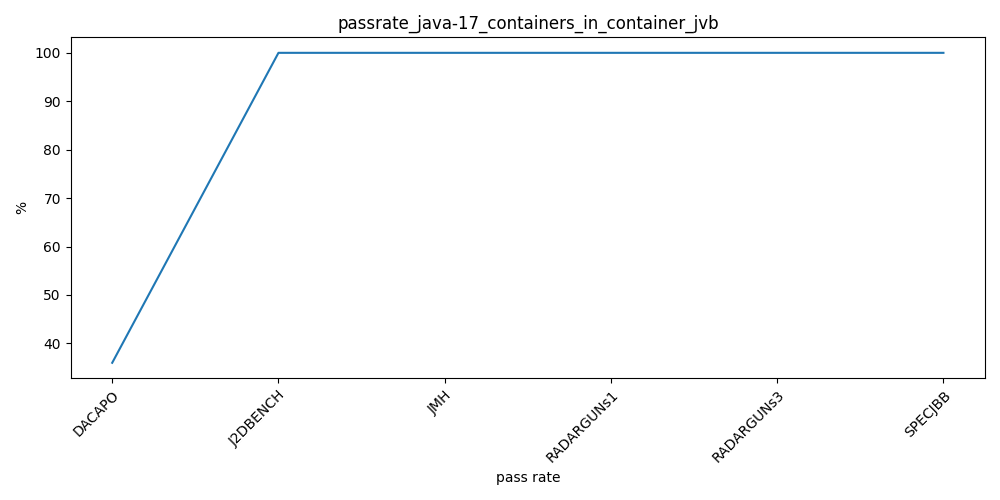 passrate_java-17_containers_in_container_jvb
100
90
80
70
60
50
40
%
DACAPO
J2DBENCH
JMH
RADARGUNs1
RADARGUNs3
SPECJBB
pass rate